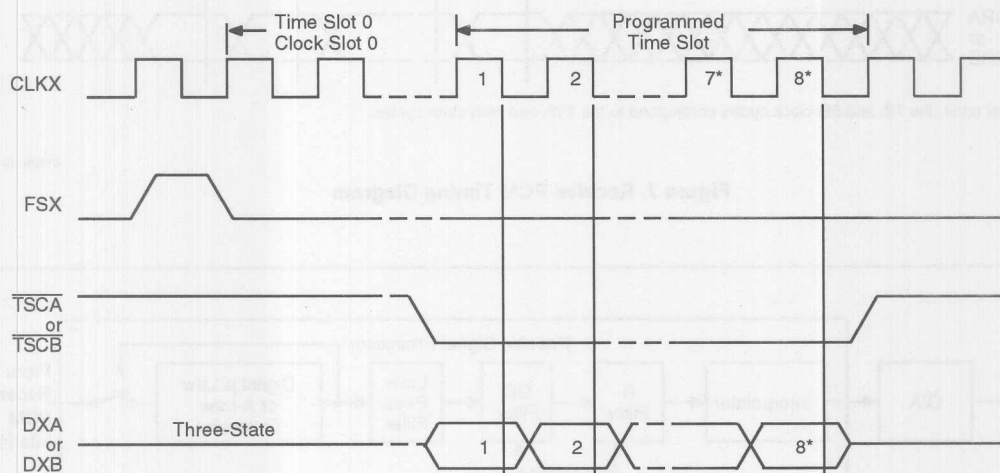 Time Slot 0
Clock Slot 0
Programmed
Time Slot
CLKX
1
2
7*
8*
FSX
TSCA
or
TSCB
DXA
or
DXB
Three-State
1
2
8*